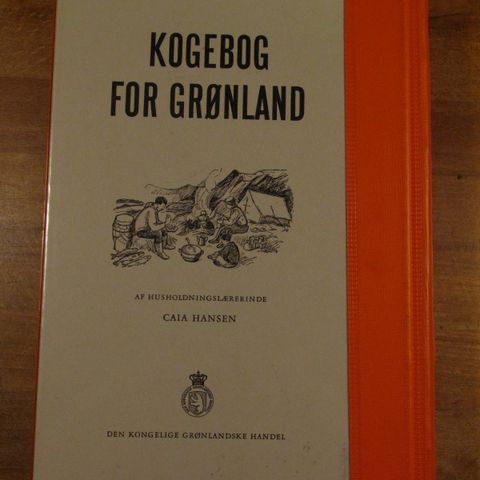 KOGEBOG
FOR GRØNLAND
AF HUSHOLDNINGSLÆRERINDE
CAIA HANSEN
DEN KONGELIGE GRØNLANDSKE HANDEL